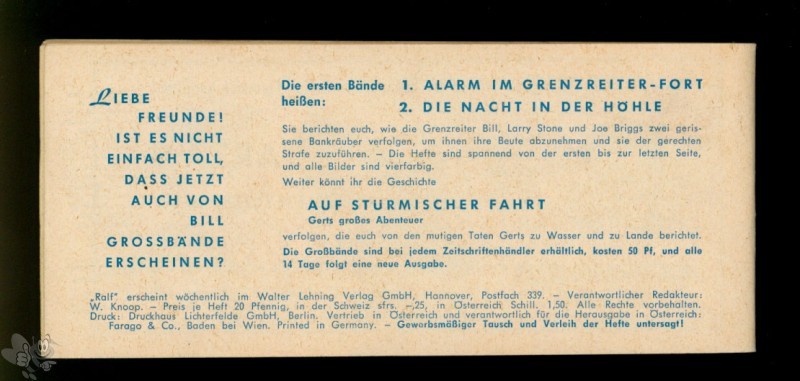 LIEBE
FREUNDE!
IST ES NICHT
EINFACH TOLL,
DASS JETZT
AUCH VON
BILL
GROSSBÄNDE
ERSCHEINEN?
Die ersten Bände heißen:
1. ALARM IM GRENZREITER-FORT
2. DIE NACHT IN DER HÖHLE
Sie berichten euch, wie die Grenzreiter Bill, Larry Stone und Joe Briggs zwei geris-
sene Bankräuber verfolgen, um ihnen ihre Beute abzunehmen und sie der gerechten
Strafe zuzuführen. – Die Hefte sind spannend von der ersten bis zur letzten Seite,
und alle Bilder sind vierfarbig.
Weiter könnt ihr die Geschichte
AUF STÜRMISCHER FAHRT
Gerts großes Abenteuer
verfolgen, die euch von den mutigen Taten Gerts zu Wasser und zu Lande berichtet.
Die Großbände sind bei jedem Zeitschriftenhändler erhältlich, kosten 50 Pf, und alle
14 Tage folgt eine neue Ausgabe.
„Ralf" erscheint wöchentlich im Walter Lehning Verlag GmbH, Hannover, Postfach 339. – Verantwortlicher Redakteur:
W. Knoop. – Preis je Heft 20 Pfennig, in der Schweiz sfrs. –,25, in Österreich Schill. 1,50. Alle Rechte vorbehalten.
Druck: Druckhaus Lichterfelde GmbH, Berlin. Vertrieb in Österreich und verantwortlich für die Herausgabe in Österreich:
Farago & Co., Baden bei Wien. Printed in Germany. – Gewerbsmäßiger Tausch und Verleih der Hefte untersagt!